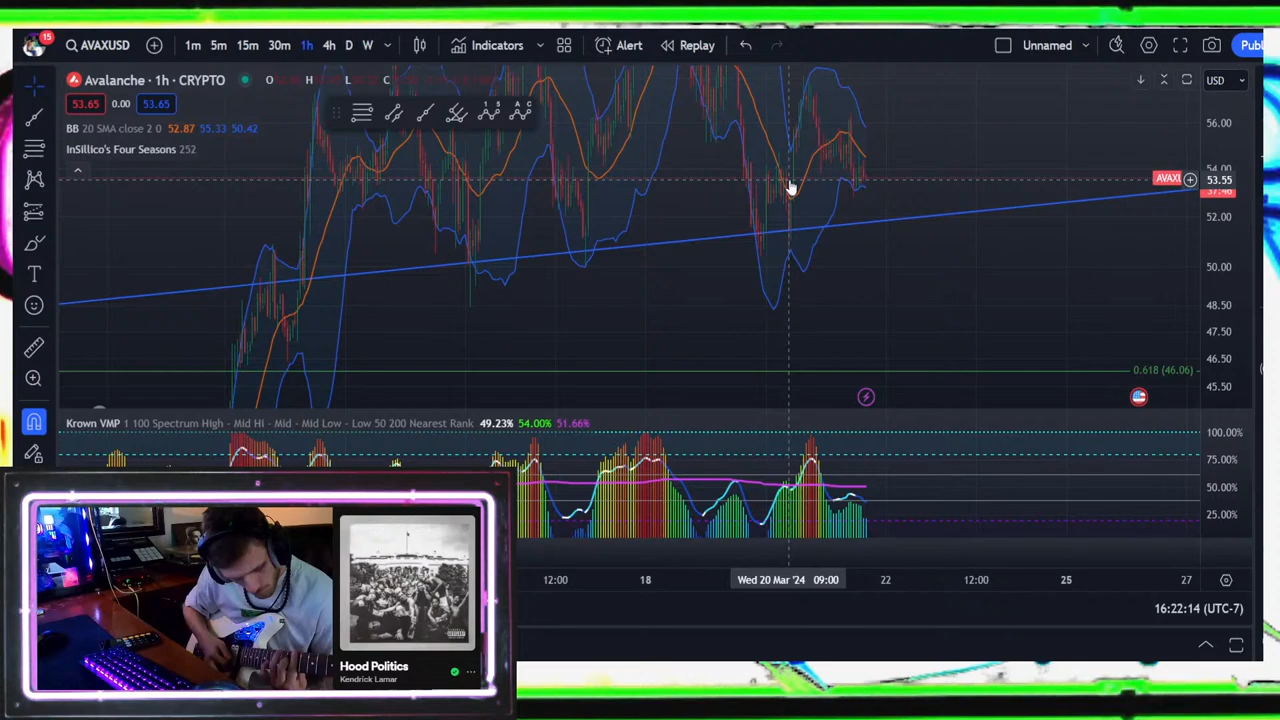 15
AVAXUSD
1m 5m 15m 30m 1h 4h D W
Indicators
Alert
Replay
Unnamed
Publ
Avalanche · 1h · CRYPTO
O H L C
USD
53.65 0.00 53.65
BB 20 SMA close 2 0 52.87 55.33 50.42
InSillico's Four Seasons 252
1 5
A C
56.00
54.00
AVAXU
53.55
52.00
50.00
48.50
47.50
46.50
0.618 (46.06)
45.50
Krown VMP 1 100 Spectrum High - Mid Hi - Mid - Mid Low - Low 50 200 Nearest Rank 49.23% 54.00% 51.66%
100.00%
75.00%
50.00%
25.00%
12:00 18 Wed 20 Mar '24 09:00 22 12:00 25 27
16:22:14 (UTC-7)
Hood Politics
Kendrick Lamar